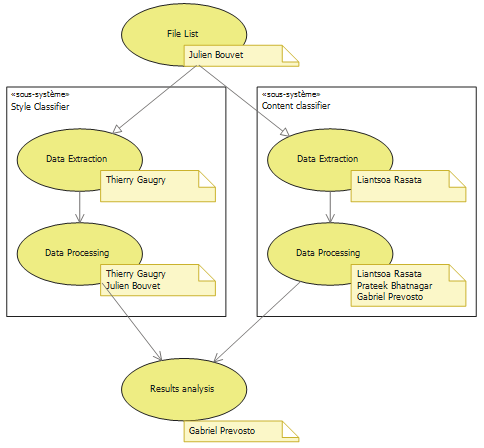 File List
Julien Bouvet
«sous-système»
Style Classifier
Data Extraction
Thierry Gaugry
Data Processing
Thierry Gaugry
Julien Bouvet
«sous-système»
Content classifier
Data Extraction
Liantsoa Rasata
Data Processing
Liantsoa Rasata
Prateek Bhatnagar
Gabriel Prevosto
Results analysis
Gabriel Prevosto